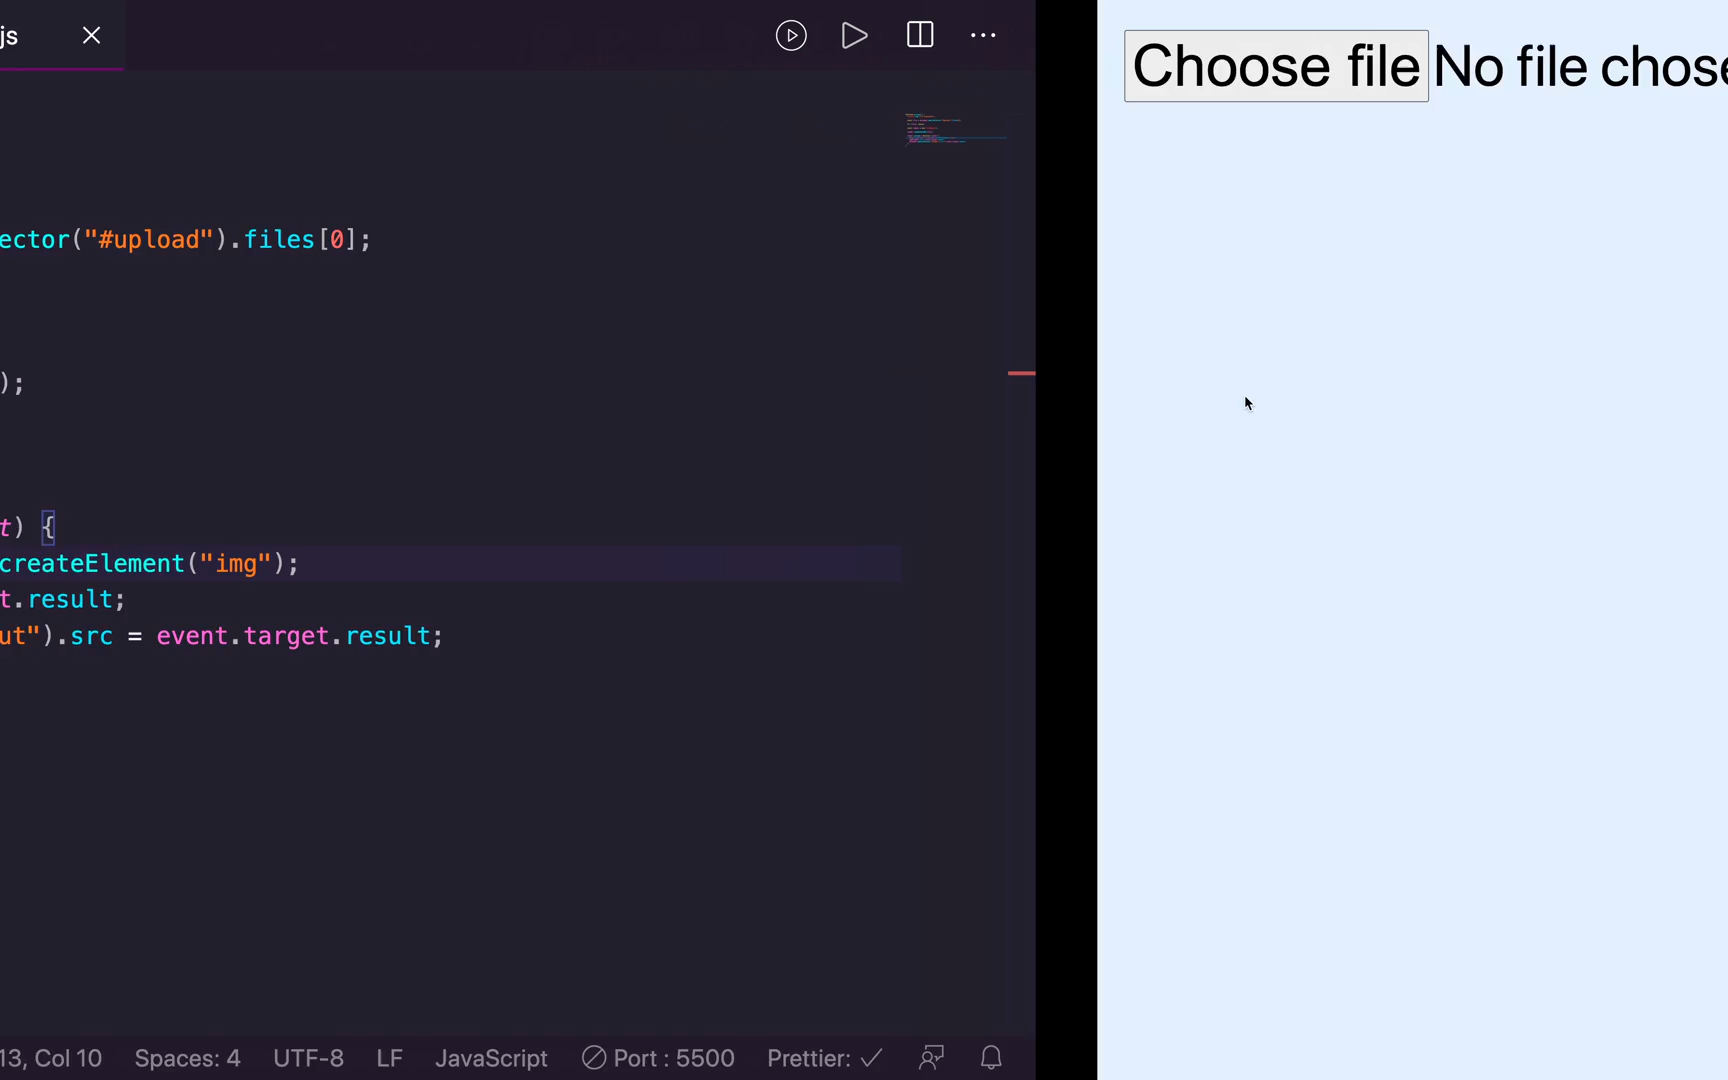 js
ector("#upload").files[0];
);
t) {
createElement("img");
t.result;
ut").src = event.target.result;
13, Col 10 Spaces: 4 UTF-8 LF JavaScript Port : 5500 Prettier:
Choose file No file chose